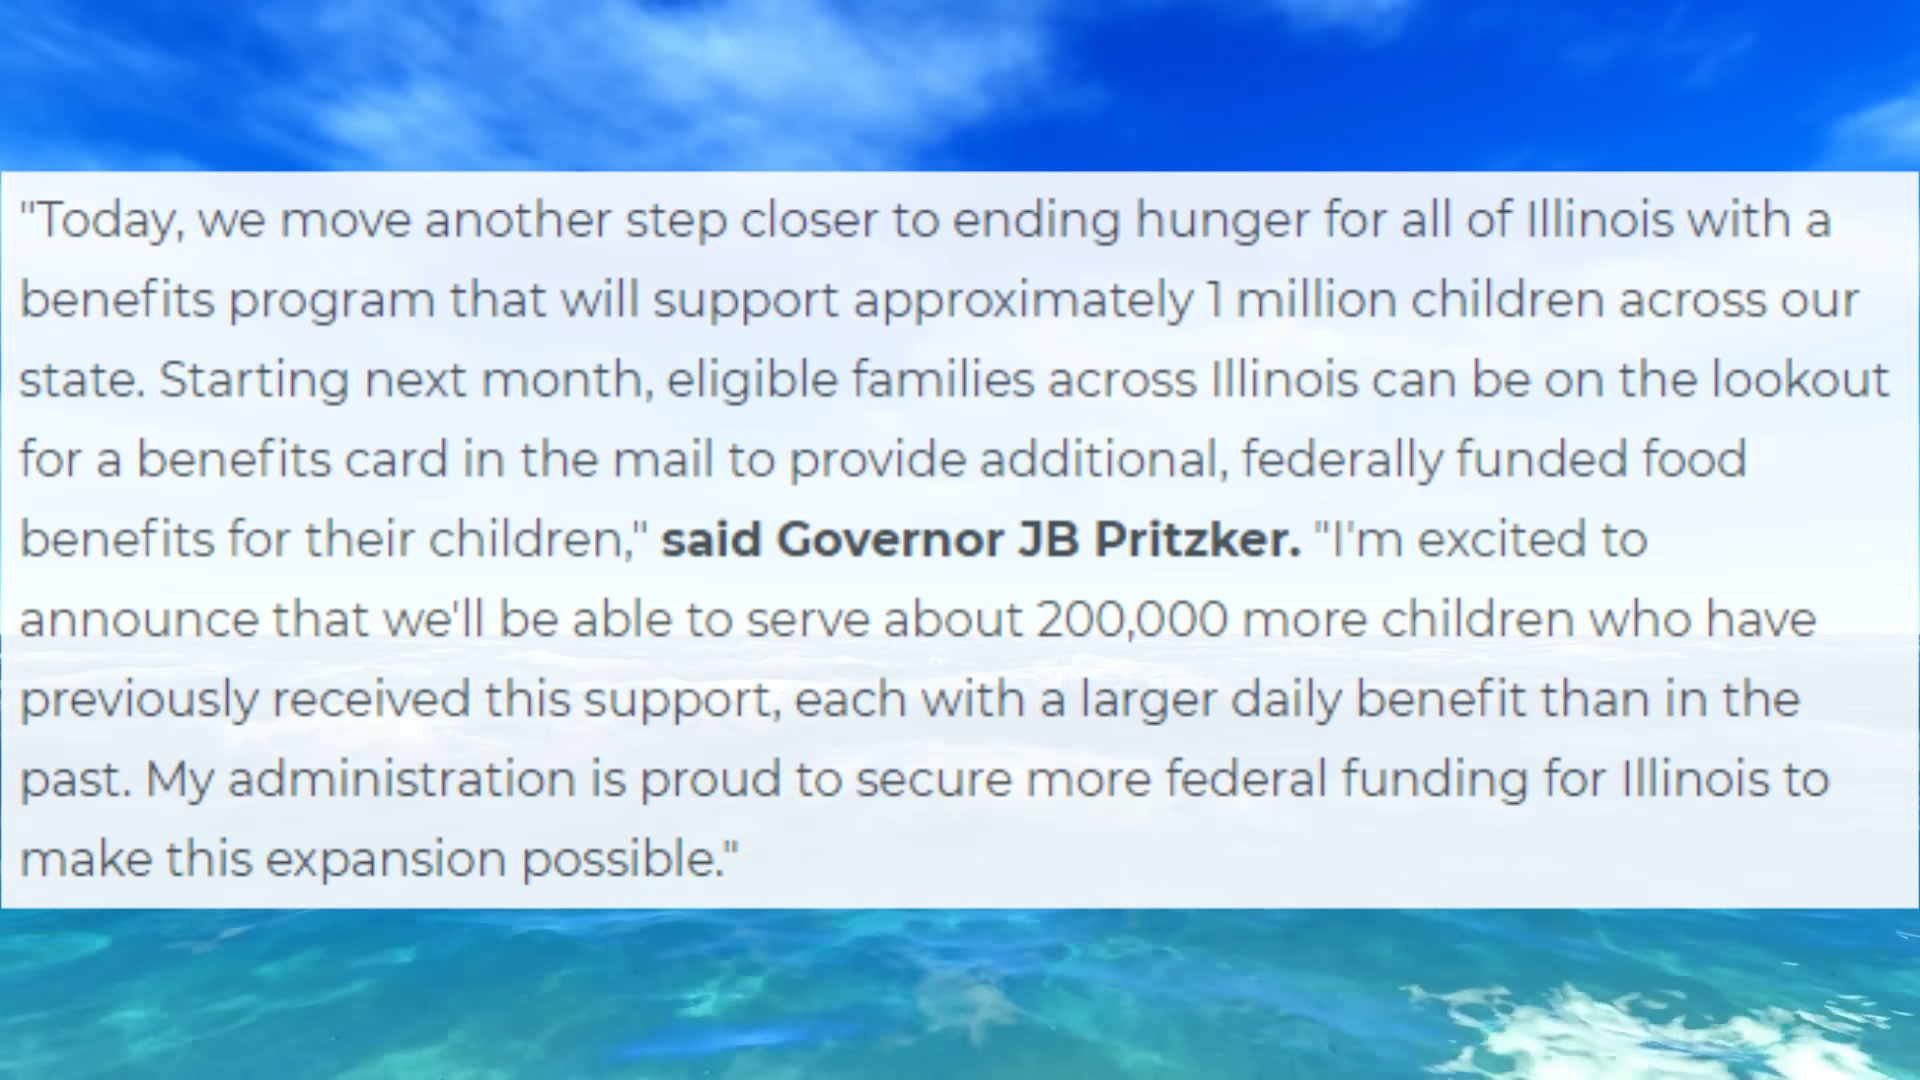 "Today, we move another step closer to ending hunger for all of Illinois with a
benefits program that will support approximately 1 million children across our
state. Starting next month, eligible families across Illinois can be on the lookout
for a benefits card in the mail to provide additional, federally funded food
benefits for their children," said Governor JB Pritzker. "I'm excited to
announce that we'll be able to serve about 200,000 more children who have
previously received this support, each with a larger daily benefit than in the
past. My administration is proud to secure more federal funding for Illinois to
make this expansion possible."